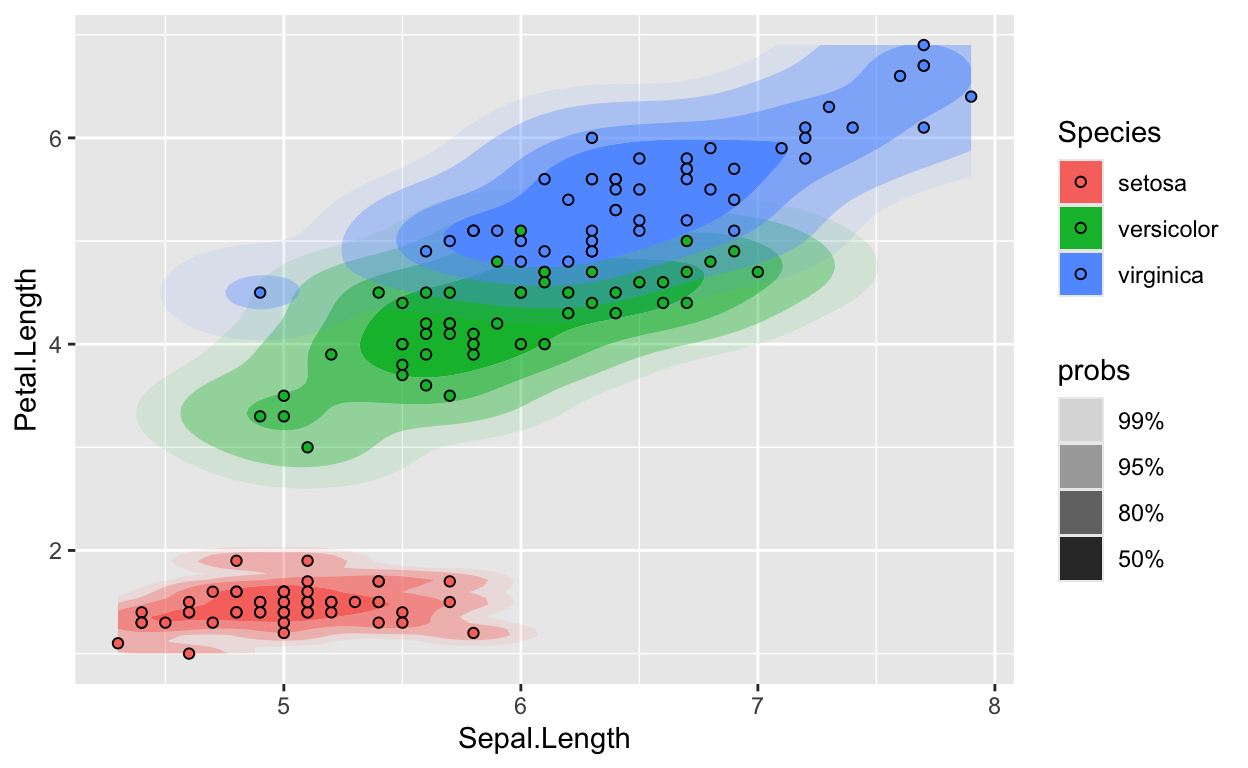 Petal.Length
6
4
2
5
6
7
8
Sepal.Length
Species
setosa
versicolor
virginica
probs
99%
95%
80%
50%